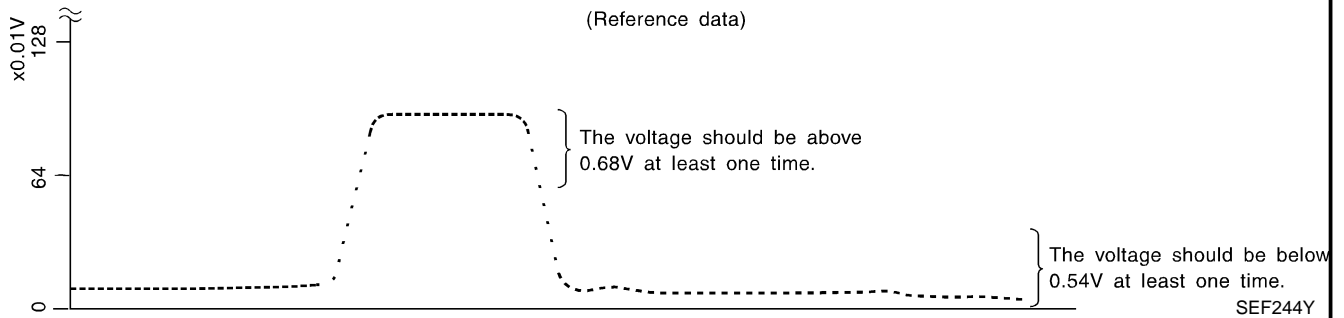 (Reference data)
x0.01V
128
64
0
The voltage should be above
0.68V at least one time.
The voltage should be below
0.54V at least one time.
SEF244Y